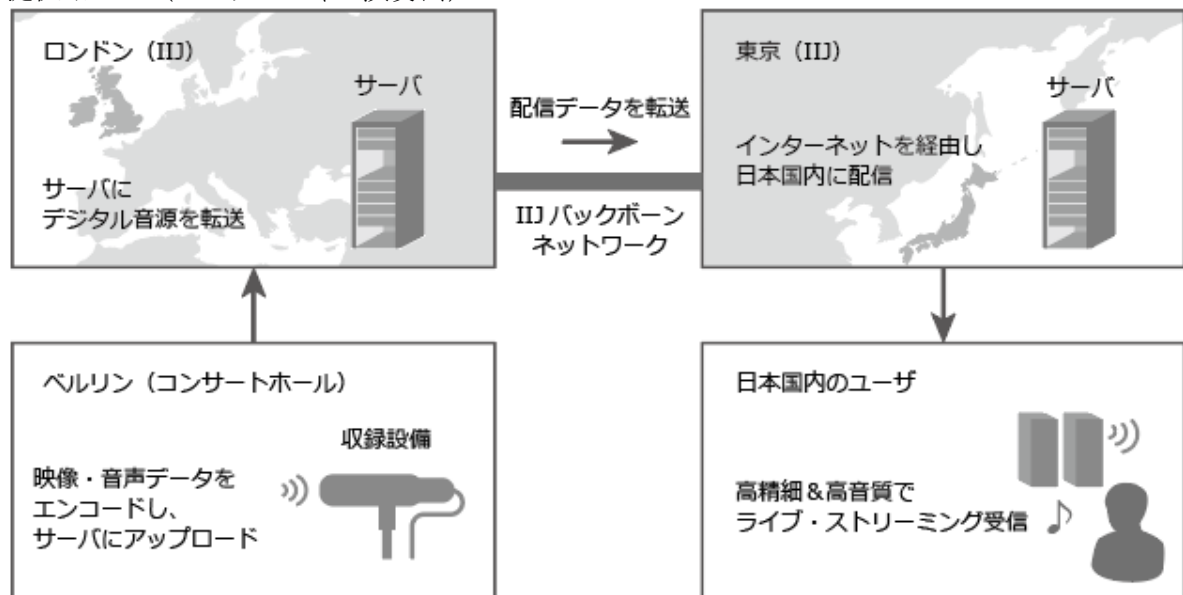 ロンドン（IIJ）
サーバ
サーバに
デジタル音源を転送
配信データを転送
IIJ バックボーン
ネットワーク
東京（IIJ）
サーバ
インターネットを経由し
日本国内に配信
ベルリン（コンサートホール）
収録設備
映像・音声データを
エンコードし、
サーバにアップロード
日本国内のユーザ
高精細＆高音質で
ライブ・ストリーミング受信